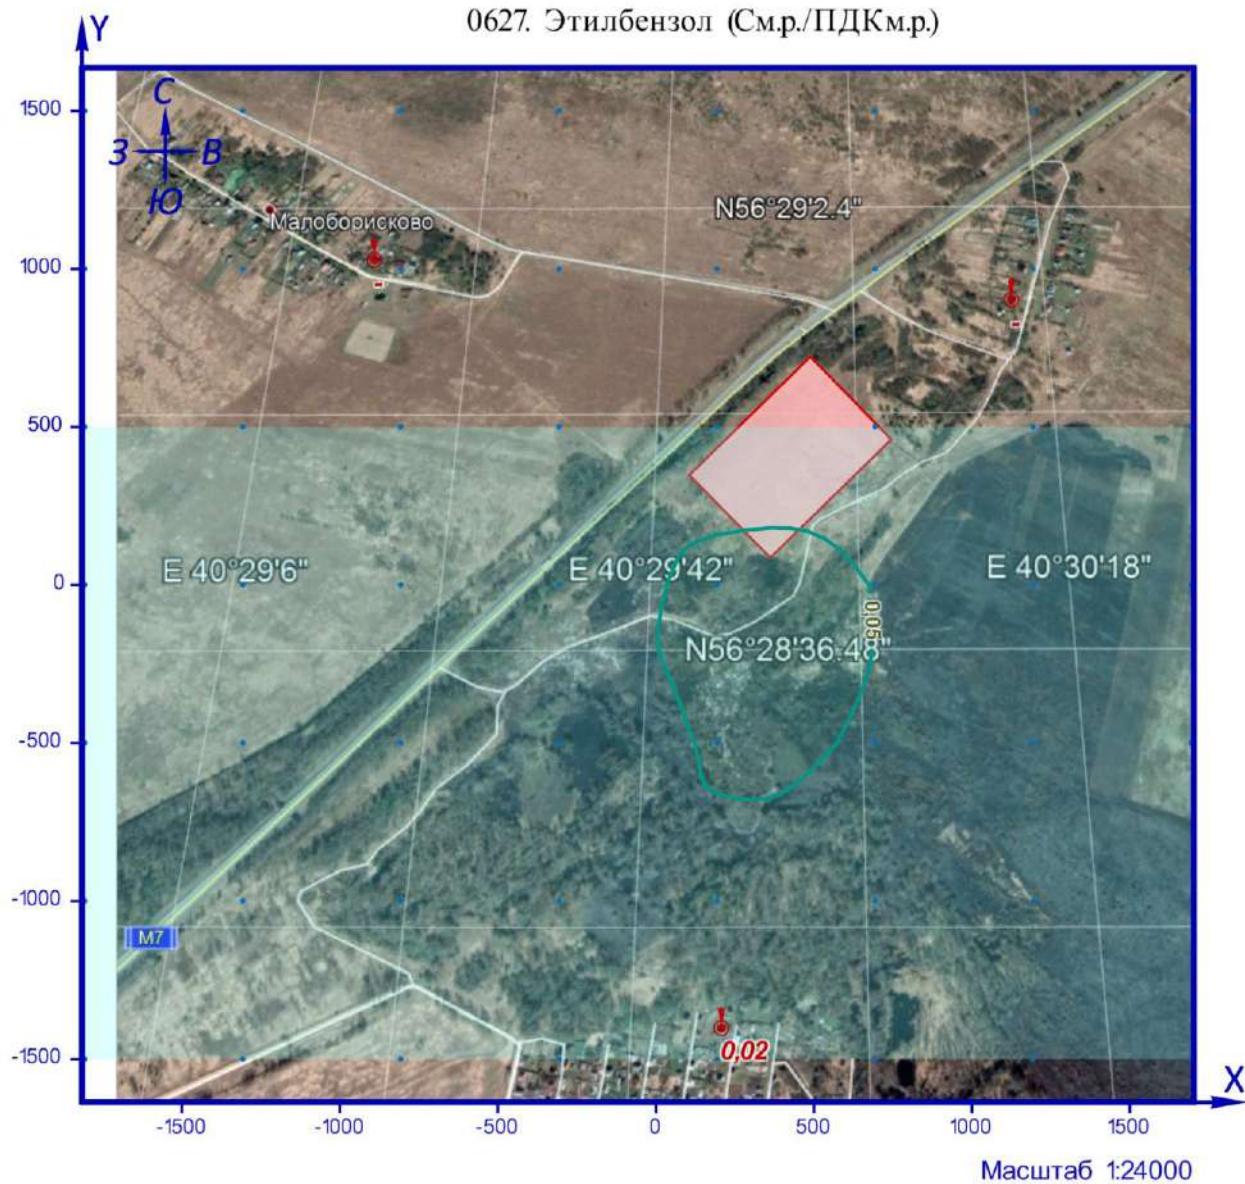 0627. Этилбензол (См.р./ПДКм.р.)
Y
1500
С
З В
Ю
Малоборисково
N56°29'2.4"
1000
500
E 40°29'6" E 40°29'42" E 40°30'18"
0
0,05
N56°28'36.48"
-500
-1000
M7
-1500
0,02
X
-1500 -1000 -500 0 500 1000 1500
Масштаб 1:24000